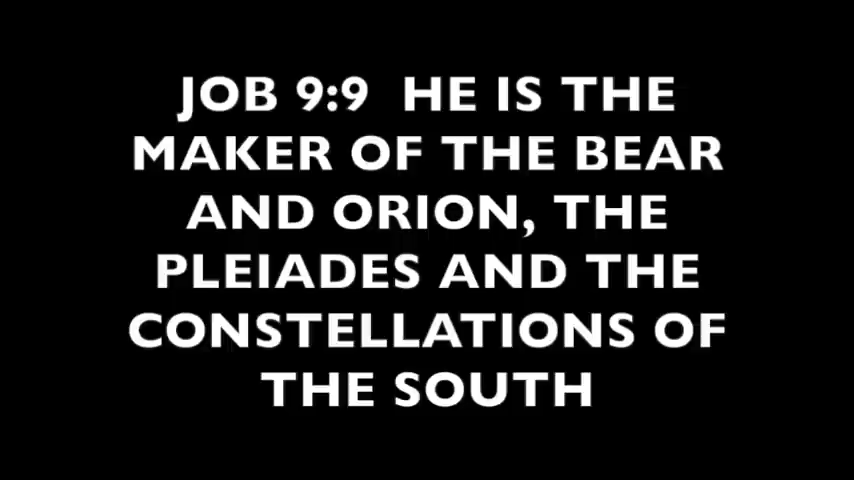 JOB 9:9  HE IS THE
MAKER OF THE BEAR
AND ORION, THE
PLEIADES AND THE
CONSTELLATIONS OF
THE SOUTH